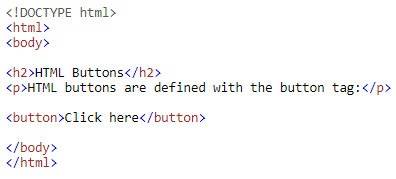 <!DOCTYPE html>
<html>
<body>
<h2>HTML Buttons</h2>
<p>HTML buttons are defined with the button tag:</p>
<button>Click here</button>
</body>
</html>